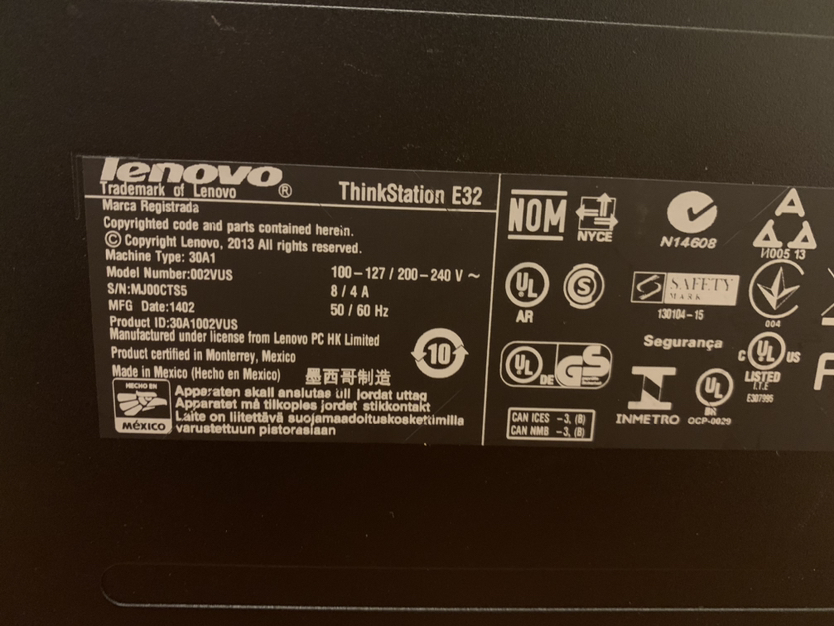 lenovo®
Trademark of Lenovo
ThinkStation E32
Marca Registrada
Copyrighted code and parts contained herein.
© Copyright Lenovo, 2013 All rights reserved.
Machine Type: 30A1
Model Number:002VUS
100-127 / 200-240 V ~
S/N:MJ00CTS5
8 / 4 A
MFG Date:1402
50 / 60 Hz
Product ID:30A1002VUS
Manufactured under license from Lenovo PC HK Limited
Product certified in Monterrey, Mexico
Made in Mexico (Hecho en Mexico)
墨西哥制造
10
HECHO EN
MÉXICO
Apparaten skall anslutas till jordat uttag
Apparatet må tilkoples jordet stikkontakt
Laite on liitettävä suojamaadoituskoskettimilla
varustettuun pistorasiaan
NOM
NYCE
N14608
И005 13
UL
AR
S
SAFETY
MARK
130104-15
004
Segurança
UL
DE
GS
INMETRO
UL
BR
OCP-0029
C UL US
LISTED
I.T.E
E307995
CAN ICES -3, (B)
CAN NMB -3, (B)
F